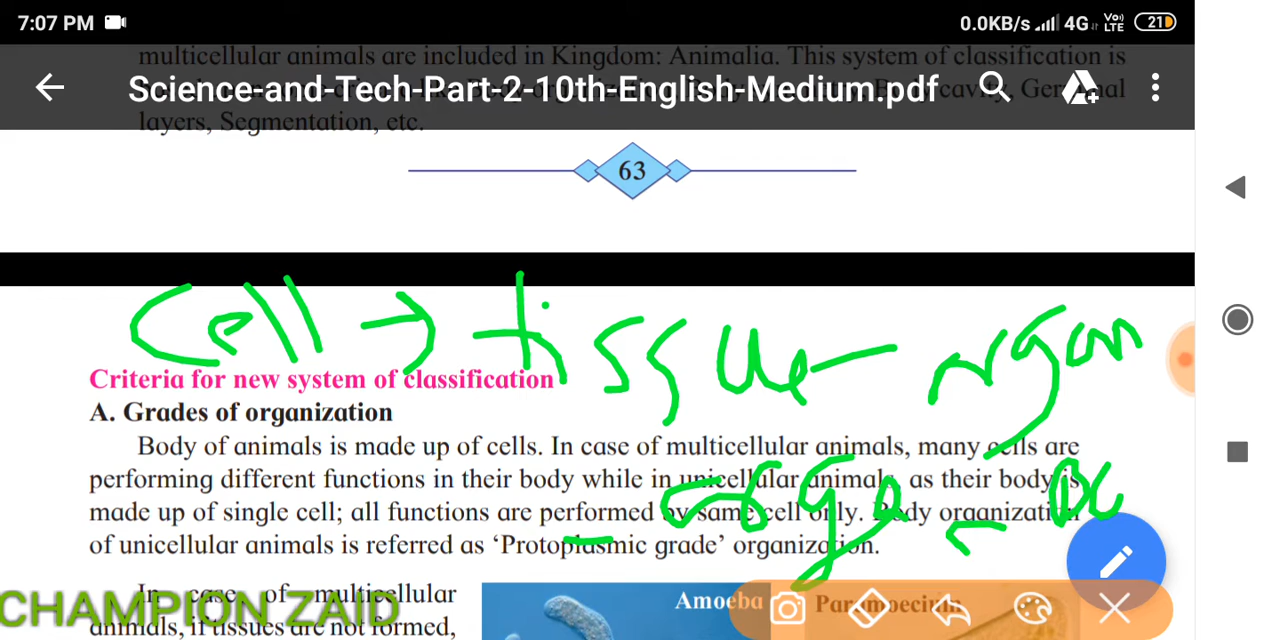 7:07 PM 0.0KB/s 4G Vo) LTE 21
multicellular animals are included in Kingdom: Animalia. This system of classification is
Science-and-Tech-Part-2-10th-English-Medium.pdf
cavity, Germinal
layers, Segmentation, etc.
63
Cell → tissue - organ
Criteria for new system of classification
A. Grades of organization
Body of animals is made up of cells. In case of multicellular animals, many cells are
performing different functions in their body while in unicellular animals, as their body is
made up of single cell; all functions are performed by same cell only. Body organization
of unicellular animals is referred as ‘Protoplasmic grade’ organization.
In case of multicellular
animals, if tissues are not formed,
Amoeba Paramoecium
CHAMPION ZAID